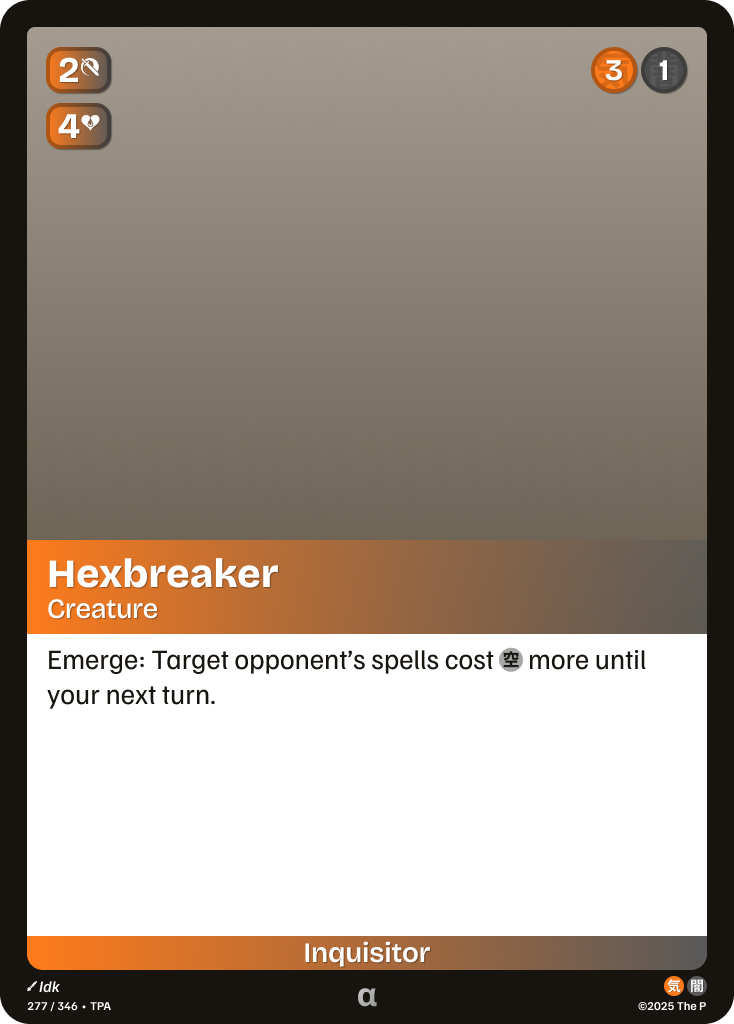 2
3 1
4
Hexbreaker
Creature
Emerge: Target opponent’s spells cost 空 more until
your next turn.
Inquisitor
Idk
277 / 346 • TPA
α
気 闇
©2025 The P